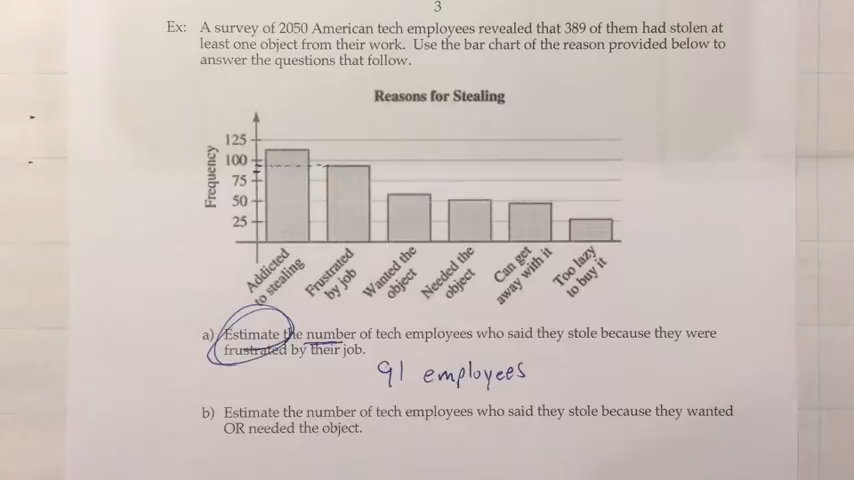 3
Ex: A survey of 2050 American tech employees revealed that 389 of them had stolen at
least one object from their work. Use the bar chart of the reason provided below to
answer the questions that follow.
Reasons for Stealing
Frequency
125
100
75
50
25
Addicted
to stealing
Frustrated
by job
Wanted the
object
Needed the
object
Can get
away with it
Too lazy
to buy it
a) Estimate the number of tech employees who said they stole because they were
frustrated by their job.
91 employees
b) Estimate the number of tech employees who said they stole because they wanted
OR needed the object.